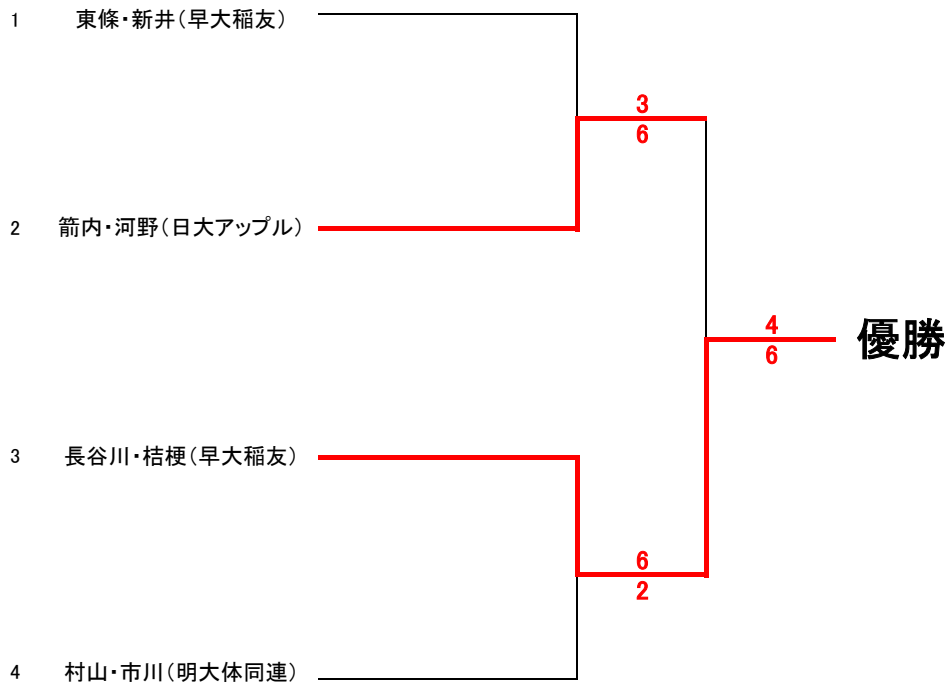 1 東條・新井(早大稲友)
3
6
2 箭内・河野(日大アップル)
4
6
優勝
3 長谷川・桔梗(早大稲友)
6
2
4 村山・市川(明大体同連)